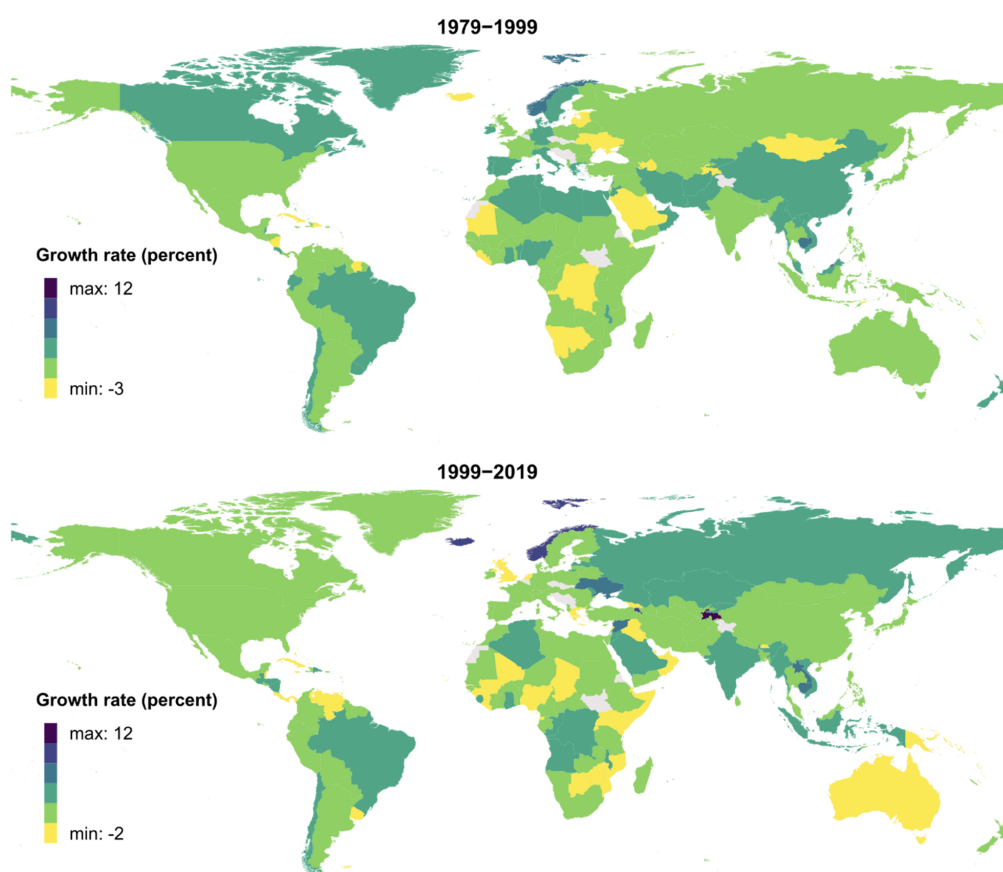 1979−1999
Growth rate (percent)
max: 12
min: -3
1999−2019
Growth rate (percent)
max: 12
min: -2